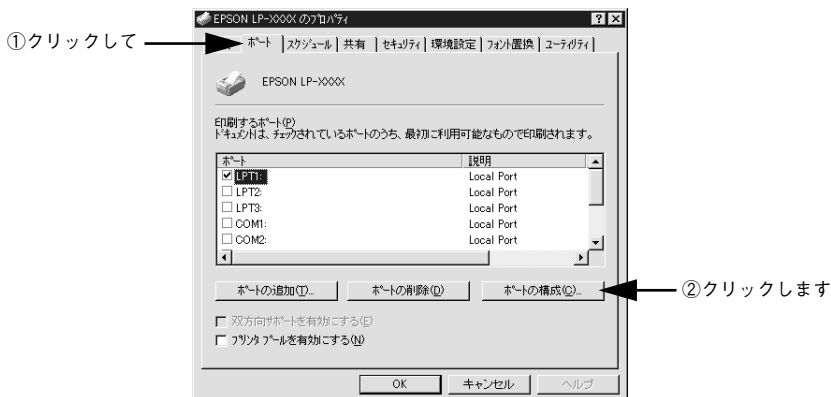 EPSON LP-XXXX のプロパティ
①クリックして
ポート スケジュール 共有 セキュリティ 環境設定 フォント置換 ユーティリティ
EPSON LP-XXXX
印刷するポート(P)
ドキュメントは、チェックされているポートのうち、最初に利用可能なもので印刷されます。
ポート 説明
LPT1: Local Port
LPT2: Local Port
LPT3: Local Port
COM1: Local Port
COM2: Local Port
ポートの追加(T)... ポートの削除(D) ポートの構成(C)...
②クリックします
双方向サポートを有効にする(E)
プリンタ プールを有効にする(N)
OK キャンセル ヘルプ